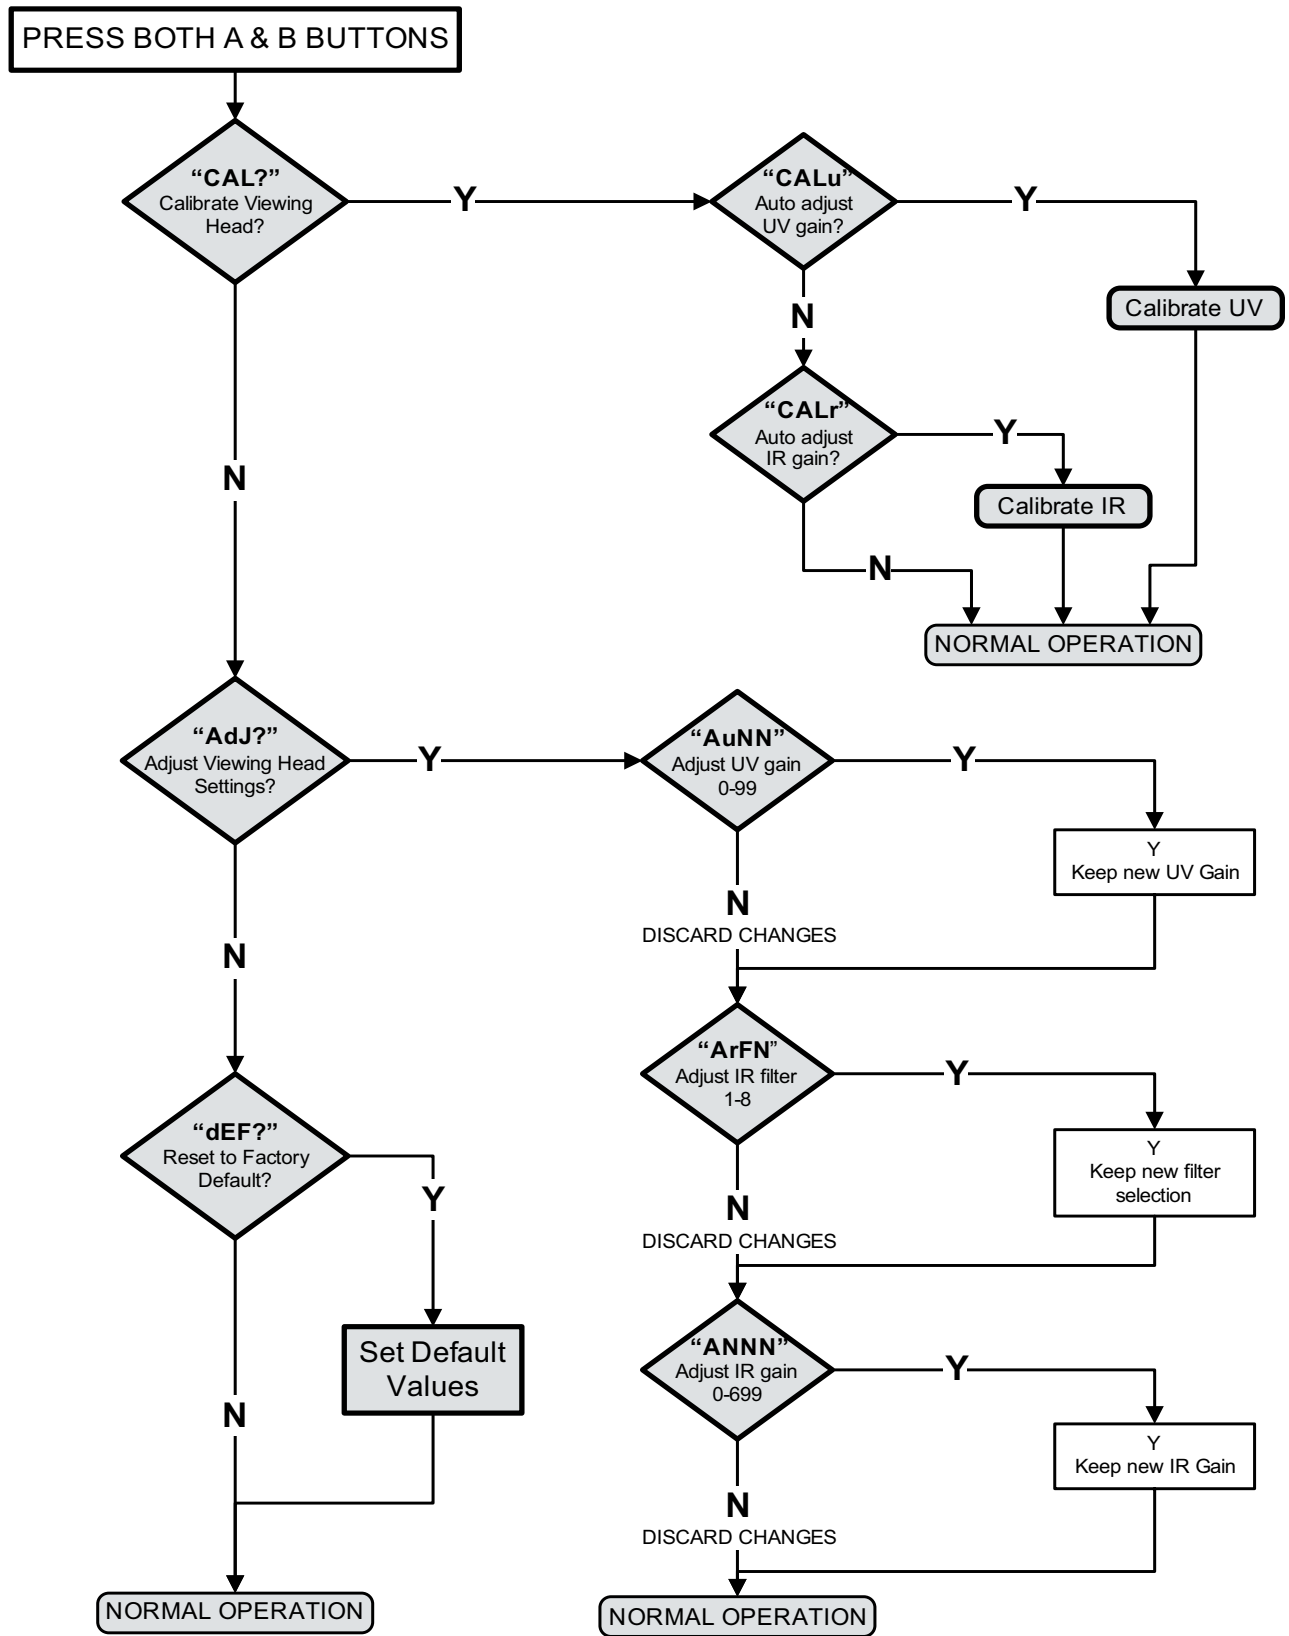 PRESS BOTH A & B BUTTONS
“CAL?”
Calibrate Viewing
Head?
Y
“CALu”
Auto adjust
UV gain?
Y
Calibrate UV
N
“CALr”
Auto adjust
IR gain?
Y
Calibrate IR
N
NORMAL OPERATION
N
“AdJ?”
Adjust Viewing Head
Settings?
Y
“AuNN”
Adjust UV gain
0-99
Y
Y
Keep new UV Gain
N
DISCARD CHANGES
“ArFN”
Adjust IR filter
1-8
Y
Y
Keep new filter
selection
N
DISCARD CHANGES
“ANNN”
Adjust IR gain
0-699
Y
Y
Keep new IR Gain
N
DISCARD CHANGES
NORMAL OPERATION
N
“dEF?”
Reset to Factory
Default?
Y
Set Default
Values
N
NORMAL OPERATION